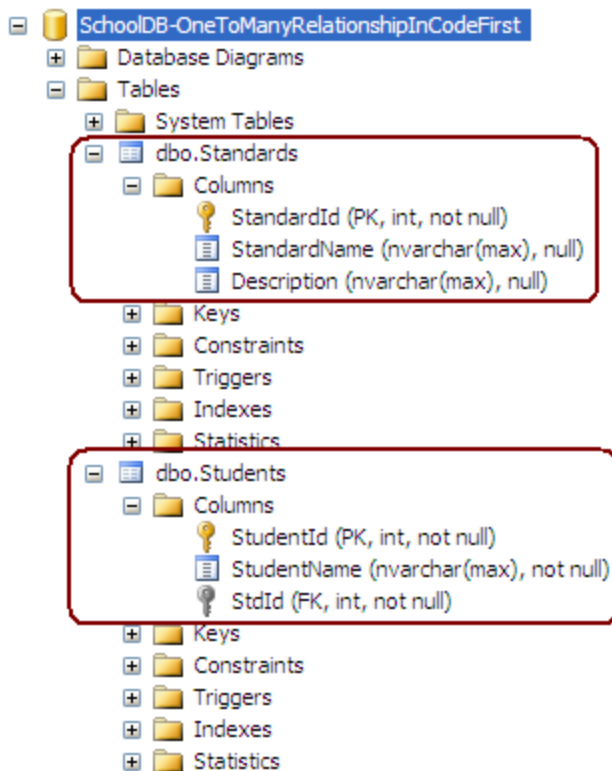 SchoolDB-OneToManyRelationshipInCodeFirst
Database Diagrams
Tables
System Tables
dbo.Standards
Columns
StandardId (PK, int, not null)
StandardName (nvarchar(max), null)
Description (nvarchar(max), null)
Keys
Constraints
Triggers
Indexes
Statistics
dbo.Students
Columns
StudentId (PK, int, not null)
StudentName (nvarchar(max), not null)
StdId (FK, int, not null)
Keys
Constraints
Triggers
Indexes
Statistics